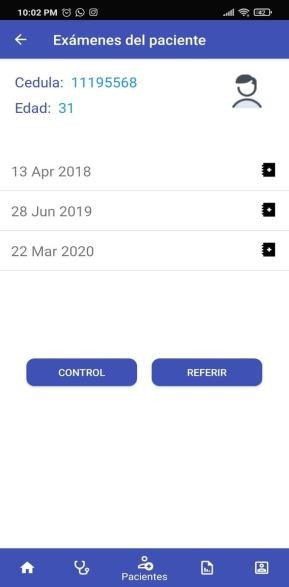 10:02 PM
42
Exámenes del paciente
Cedula: 11195568
Edad: 31
13 Apr 2018
28 Jun 2019
22 Mar 2020
CONTROL
REFERIR
Pacientes